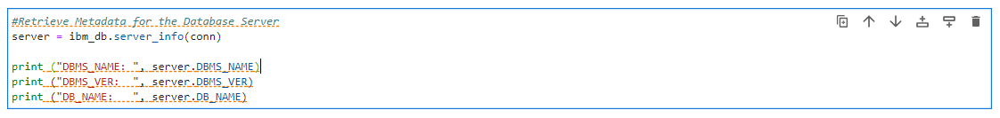 #Retrieve Metadata for the Database Server
server = ibm_db.server_info(conn)
print ("DBMS_NAME: ", server.DBMS_NAME)
print ("DBMS_VER:  ", server.DBMS_VER)
print ("DB_NAME:   ", server.DB_NAME)